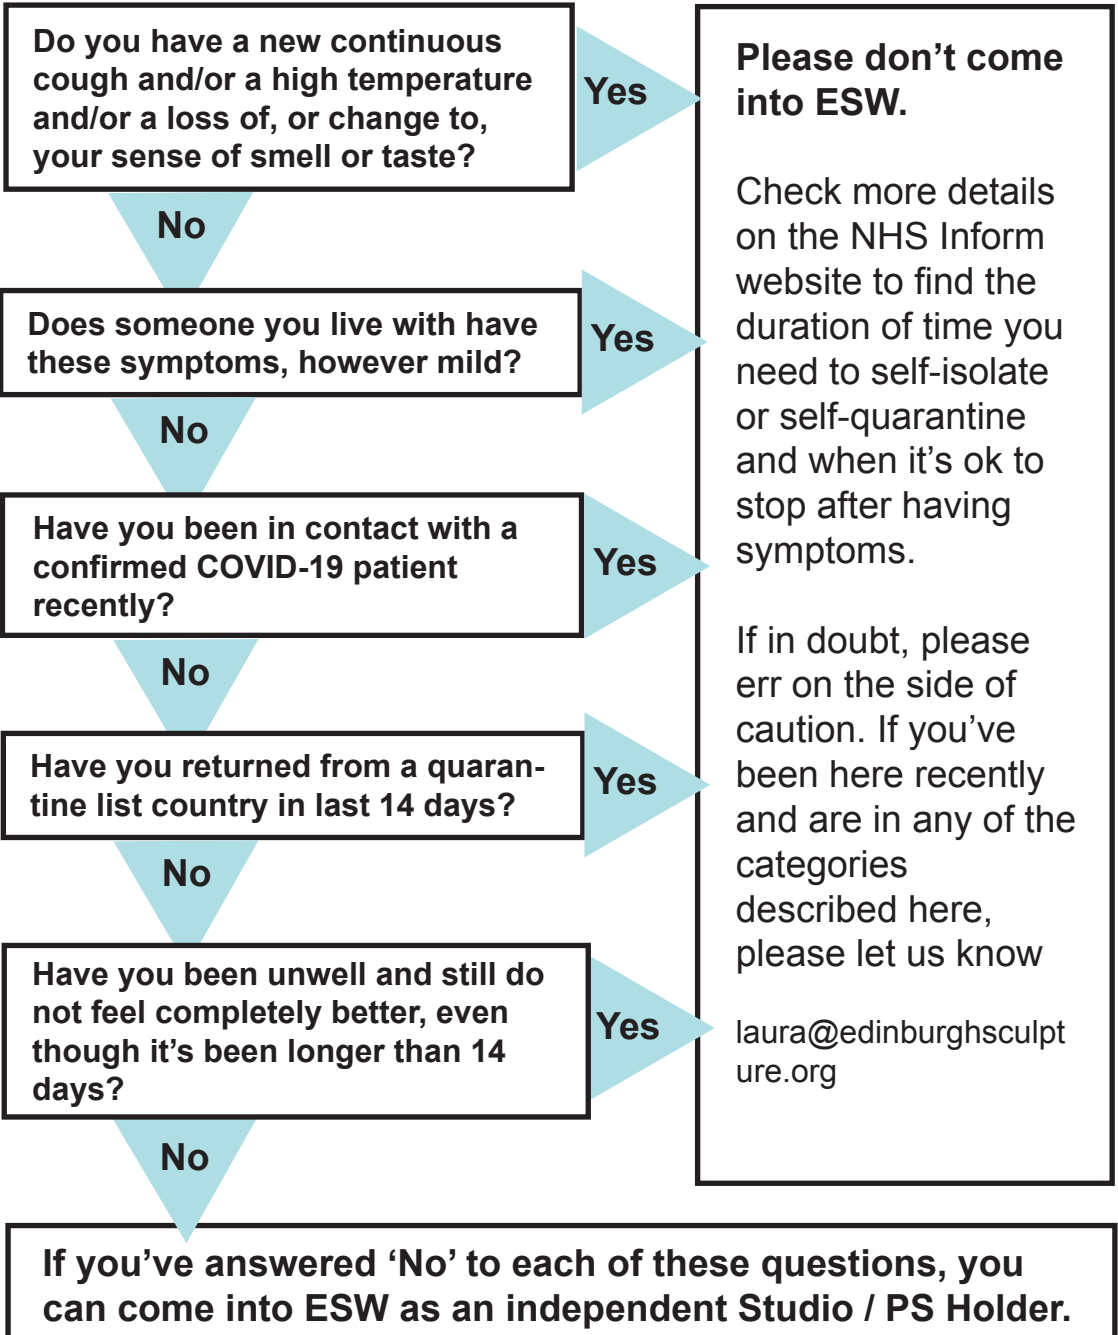 Do you have a new continuous
cough and/or a high temperature
and/or a loss of, or change to,
your sense of smell or taste?
Yes
No
Does someone you live with have
these symptoms, however mild?
Yes
No
Have you been in contact with a
confirmed COVID-19 patient
recently?
Yes
No
Have you returned from a quaran-
tine list country in last 14 days?
Yes
No
Have you been unwell and still do
not feel completely better, even
though it’s been longer than 14
days?
Yes
No
Please don’t come
into ESW.
Check more details
on the NHS Inform
website to find the
duration of time you
need to self-isolate
or self-quarantine
and when it’s ok to
stop after having
symptoms.
If in doubt, please
err on the side of
caution. If you’ve
been here recently
and are in any of the
categories
described here,
please let us know
laura@edinburghsculpt
ure.org
If you’ve answered ‘No’ to each of these questions, you
can come into ESW as an independent Studio / PS Holder.